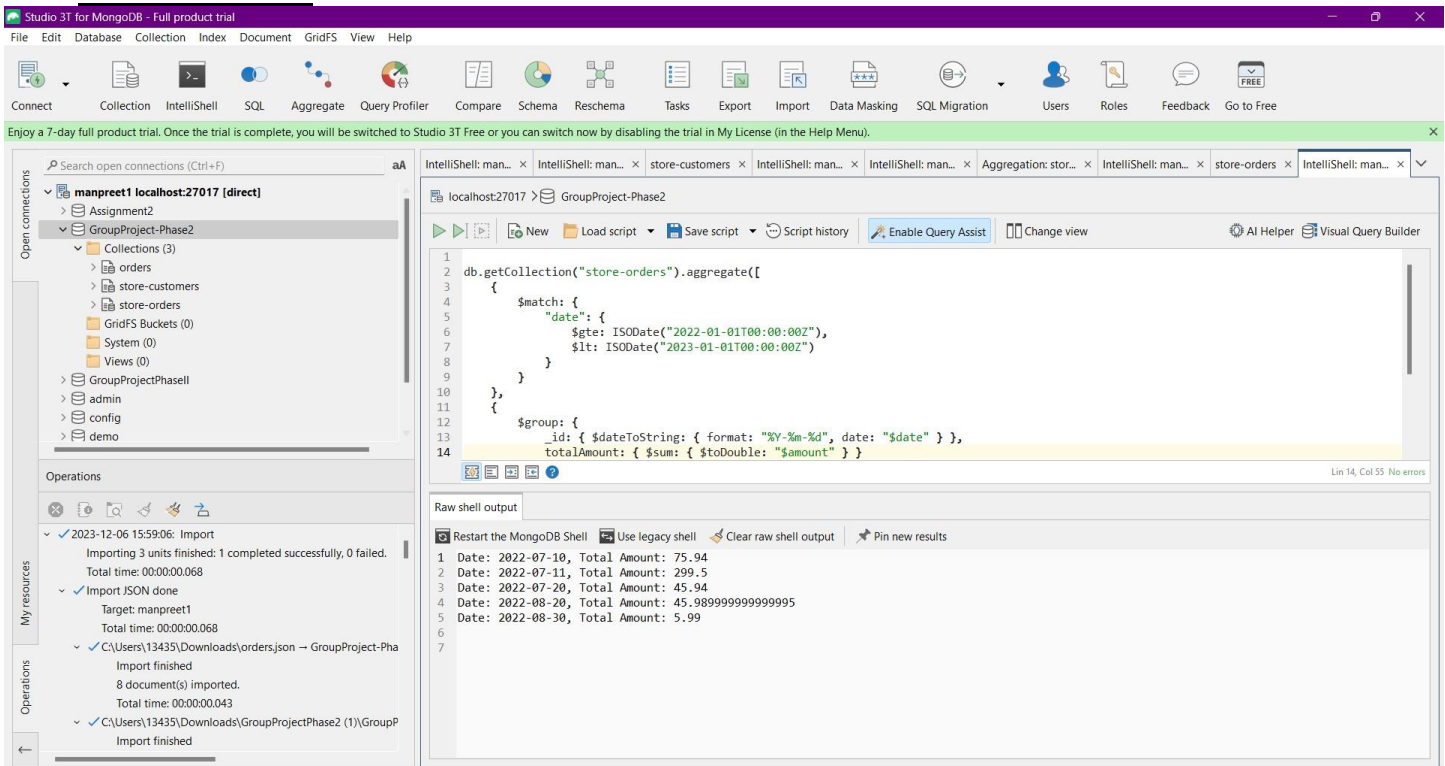 Studio 3T for MongoDB - Full product trial
File Edit Database Collection Index Document GridFS View Help
Connect Collection IntelliShell SQL Aggregate Query Profiler Compare Schema Reschema Tasks Export Import Data Masking SQL Migration Users Roles Feedback Go to Free
FREE
Enjoy a 7-day full product trial. Once the trial is complete, you will be switched to Studio 3T Free or you can switch now by disabling the trial in My License (in the Help Menu).
Open connections
My resources
Operations
Search open connections (Ctrl+F) aA
manpreet1 localhost:27017 [direct]
Assignment2
GroupProject-Phase2
Collections (3)
orders
store-customers
store-orders
GridFS Buckets (0)
System (0)
Views (0)
GroupProjectPhaseII
admin
config
demo
Operations
2023-12-06 15:59:06: Import
Importing 3 units finished: 1 completed successfully, 0 failed.
Total time: 00:00:00.068
Import JSON done
Target: manpreet1
Total time: 00:00:00.068
C:\Users\13435\Downloads\orders.json → GroupProject-Pha
Import finished
8 document(s) imported.
Total time: 00:00:00.043
C:\Users\13435\Downloads\GroupProjectPhase2 (1)\GroupP
Import finished
IntelliShell: man... IntelliShell: man... store-customers IntelliShell: man... IntelliShell: man... Aggregation: stor... IntelliShell: man... store-orders IntelliShell: man...
localhost:27017 > GroupProject-Phase2
New Load script Save script Script history Enable Query Assist Change view AI Helper Visual Query Builder
1
2 db.getCollection("store-orders").aggregate([
3 {
4 $match: {
5 "date": {
6 $gte: ISODate("2022-01-01T00:00:00Z"),
7 $lt: ISODate("2023-01-01T00:00:00Z")
8 }
9 }
10 },
11 {
12 $group: {
13 _id: { $dateToString: { format: "%Y-%m-%d", date: "$date" } },
14 totalAmount: { $sum: { $toDouble: "$amount" } }
Lin 14, Col 55 No errors
Raw shell output
Restart the MongoDB Shell Use legacy shell Clear raw shell output Pin new results
1 Date: 2022-07-10, Total Amount: 75.94
2 Date: 2022-07-11, Total Amount: 299.5
3 Date: 2022-07-20, Total Amount: 45.94
4 Date: 2022-08-20, Total Amount: 45.989999999999995
5 Date: 2022-08-30, Total Amount: 5.99
6
7